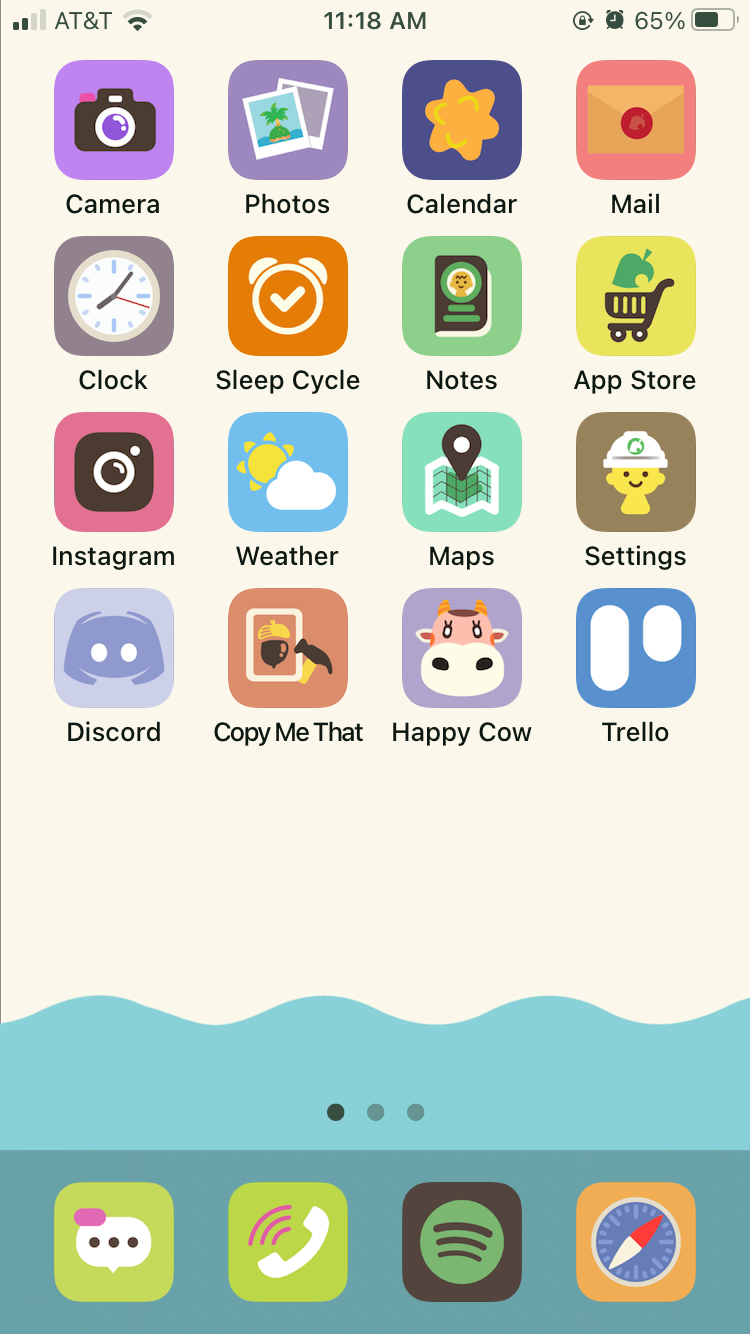 AT&T 11:18 AM 65%
Camera Photos Calendar Mail
Clock Sleep Cycle Notes App Store
Instagram Weather Maps Settings
Discord Copy Me That Happy Cow Trello